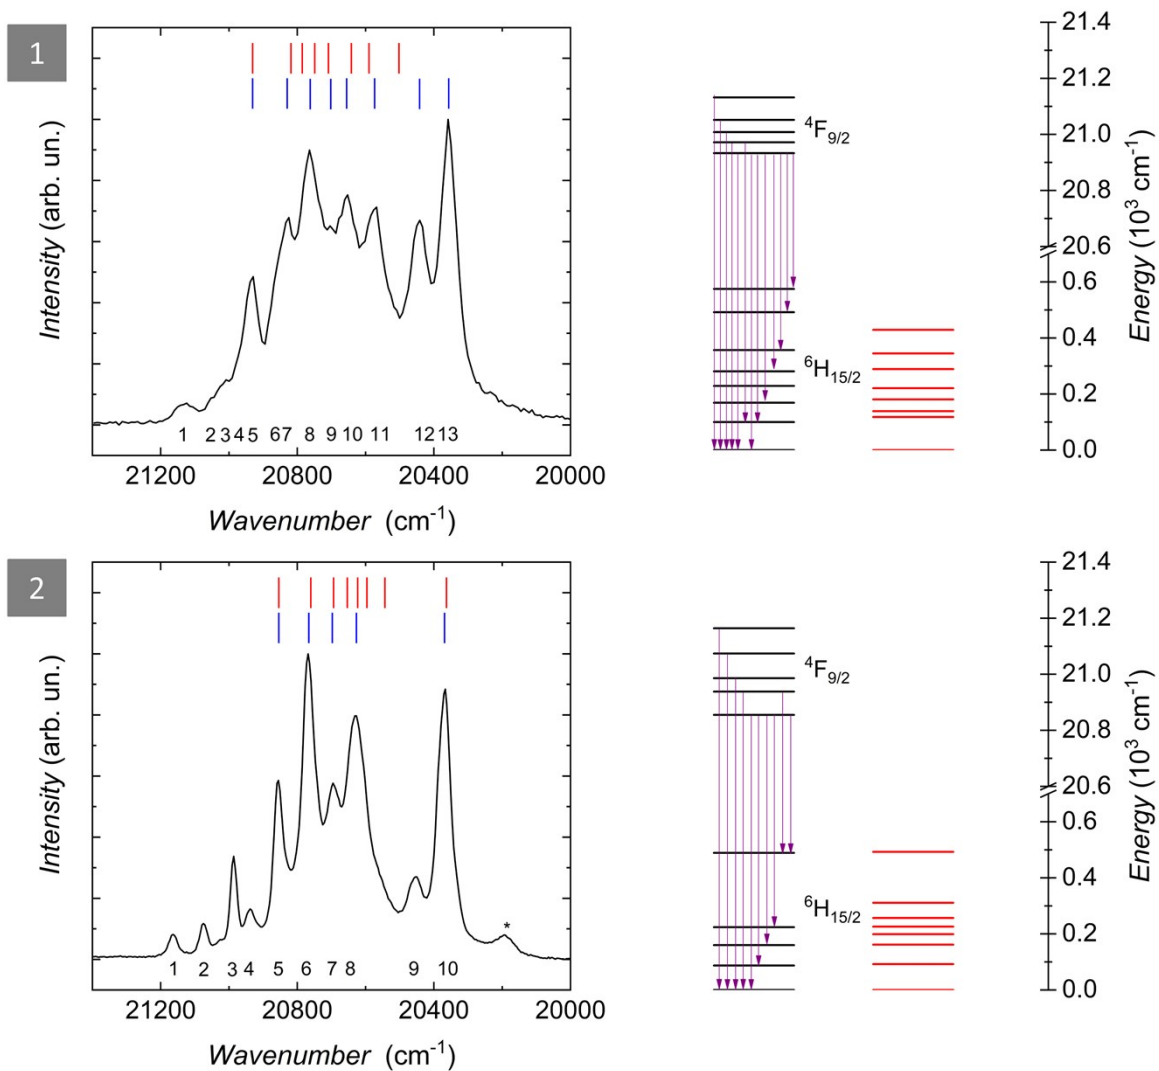 1
Intensity (arb. un.)
1 2 3 4 5 6 7 8 9 10 11 12 13
21200 20800 20400 20000
Wavenumber (cm⁻¹)
⁴F₉/₂
⁶H₁₅/₂
21.4
21.2
21.0
20.8
20.6
0.6
0.4
0.2
0.0
Energy (10³ cm⁻¹)
2
Intensity (arb. un.)
*
1 2 3 4 5 6 7 8 9 10
21200 20800 20400 20000
Wavenumber (cm⁻¹)
⁴F₉/₂
⁶H₁₅/₂
21.4
21.2
21.0
20.8
20.6
0.6
0.4
0.2
0.0
Energy (10³ cm⁻¹)